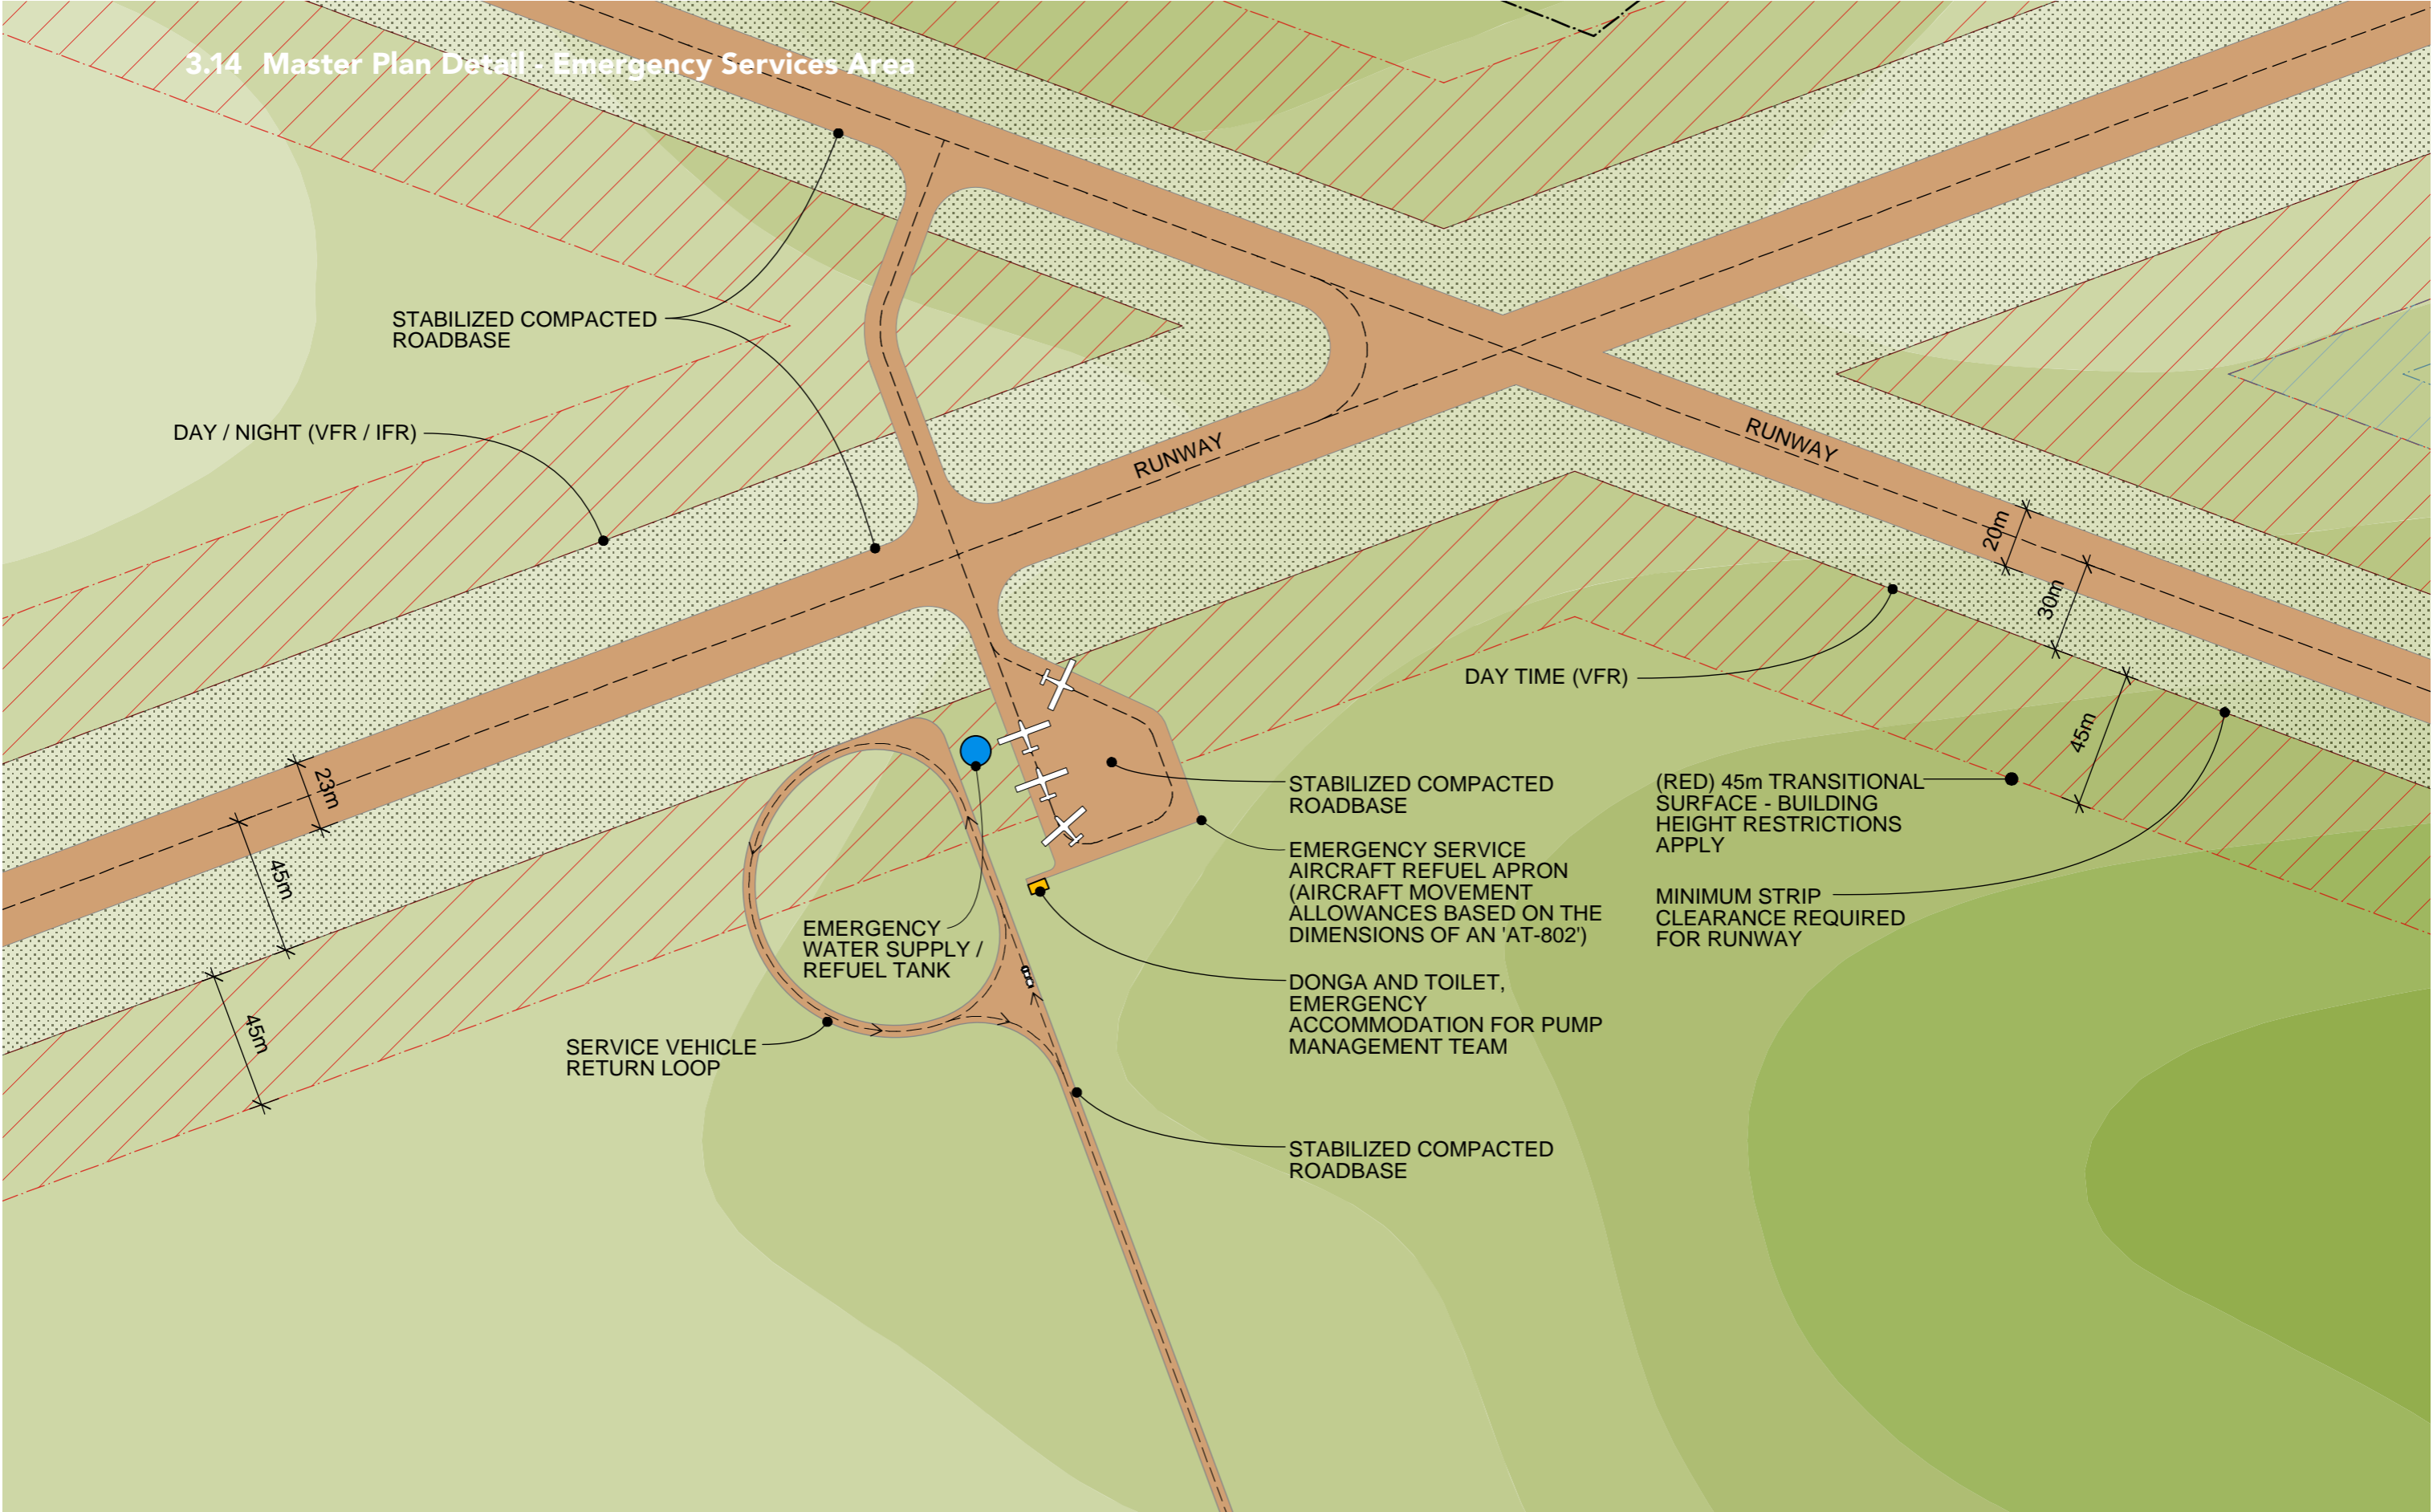 3.14 Master Plan Detail - Emergency Services Area
STABILIZED COMPACTED
ROADBASE
DAY / NIGHT (VFR / IFR)
RUNWAY
RUNWAY
20m
30m
45m
DAY TIME (VFR)
23m
45m
45m
STABILIZED COMPACTED
ROADBASE
(RED) 45m TRANSITIONAL
SURFACE - BUILDING
HEIGHT RESTRICTIONS
APPLY
EMERGENCY SERVICE
AIRCRAFT REFUEL APRON
(AIRCRAFT MOVEMENT
ALLOWANCES BASED ON THE
DIMENSIONS OF AN 'AT-802')
MINIMUM STRIP
CLEARANCE REQUIRED
FOR RUNWAY
EMERGENCY
WATER SUPPLY /
REFUEL TANK
DONGA AND TOILET,
EMERGENCY
ACCOMMODATION FOR PUMP
MANAGEMENT TEAM
SERVICE VEHICLE
RETURN LOOP
STABILIZED COMPACTED
ROADBASE